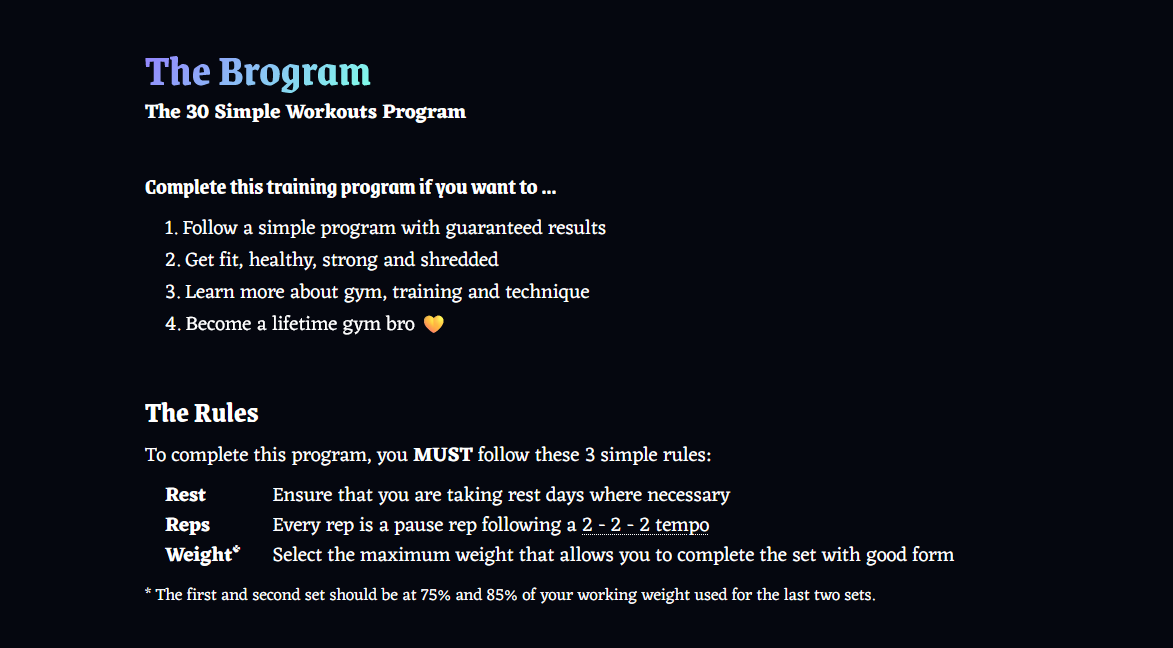 The Brogram
The 30 Simple Workouts Program
Complete this training program if you want to ...
1. Follow a simple program with guaranteed results
2. Get fit, healthy, strong and shredded
3. Learn more about gym, training and technique
4. Become a lifetime gym bro 💛
The Rules
To complete this program, you MUST follow these 3 simple rules:
Rest Ensure that you are taking rest days where necessary
Reps Every rep is a pause rep following a 2 - 2 - 2 tempo
Weight* Select the maximum weight that allows you to complete the set with good form
* The first and second set should be at 75% and 85% of your working weight used for the last two sets.